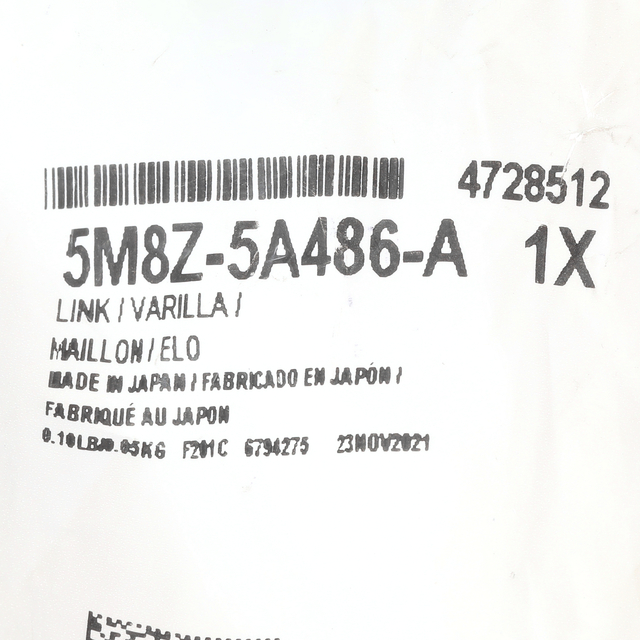 4728512
5M8Z-5A486-A 1X
LINK / VARILLA /
MAILLON / ELO
MADE IN JAPAN / FABRICADO EN JAPÓN /
FABRIQUÉ AU JAPON
0.10LB/0.05KG F201C 6794275 23NOV2021